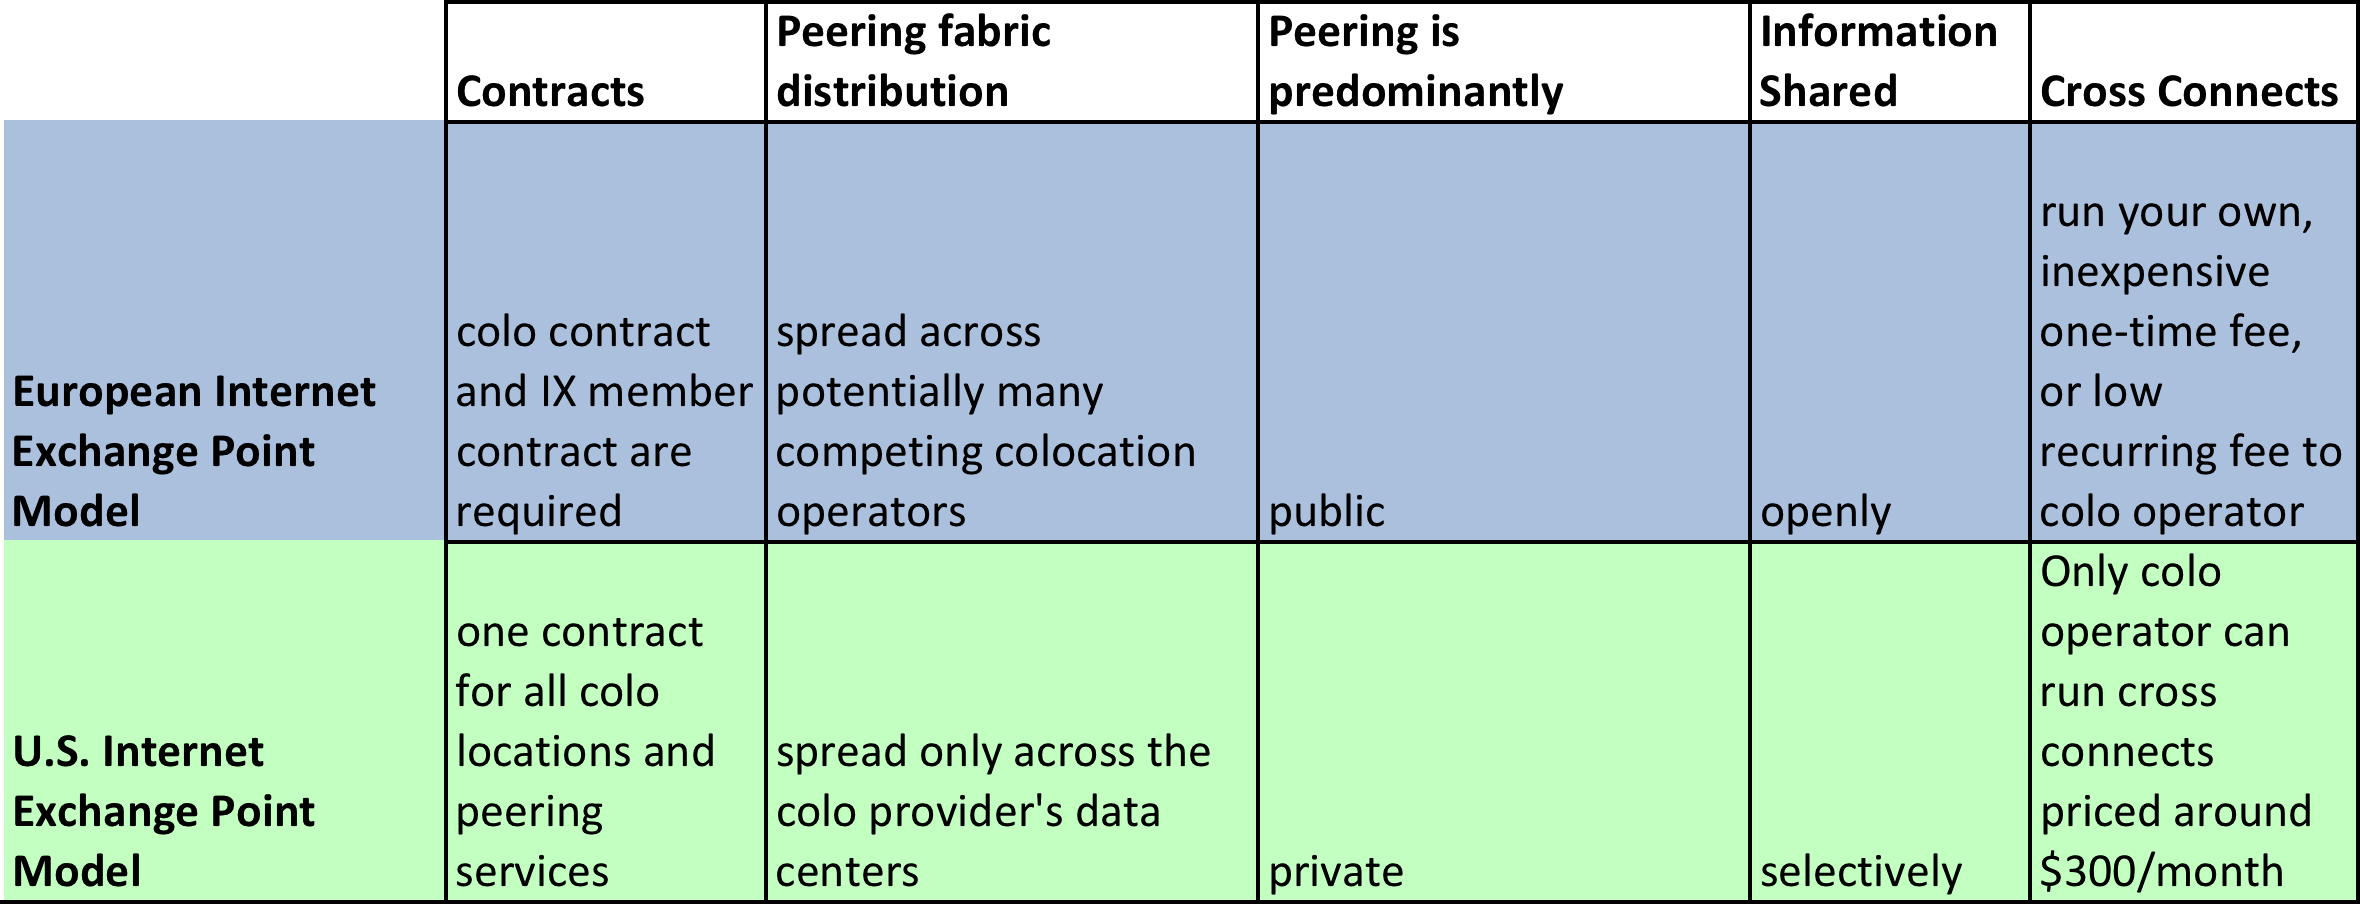 Contracts
Peering fabric
distribution
Peering is
predominantly
Information
Shared
Cross Connects
European Internet
Exchange Point
Model
colo contract
and IX member
contract are
required
spread across
potentially many
competing colocation
operators
public
openly
run your own,
inexpensive
one-time fee,
or low
recurring fee to
colo operator
U.S. Internet
Exchange Point
Model
one contract
for all colo
locations and
peering
services
spread only across the
colo provider's data
centers
private
selectively
Only colo
operator can
run cross
connects
priced around
$300/month